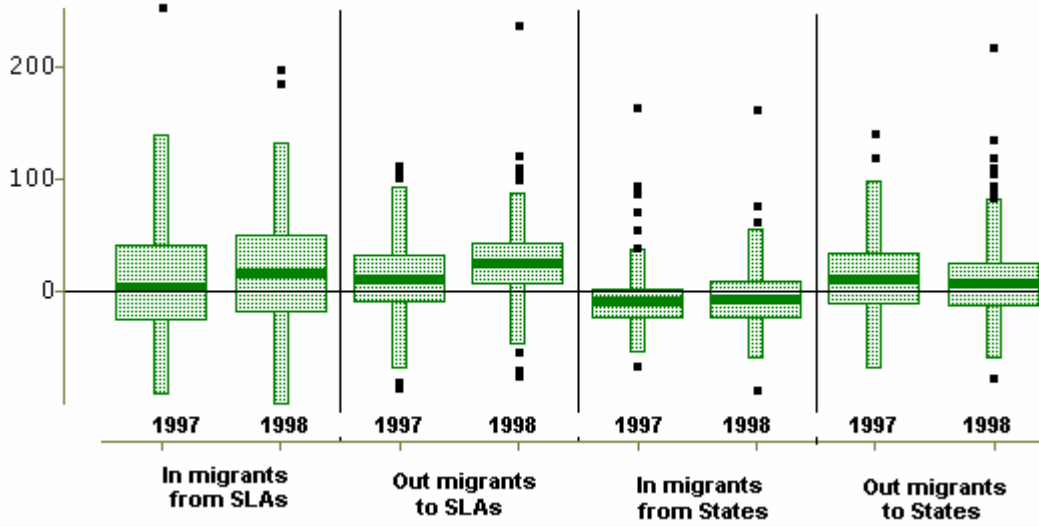 200
100
0
1997 1998 1997 1998 1997 1998 1997 1998
In migrants
from SLAs
Out migrants
to SLAs
In migrants
from States
Out migrants
to States